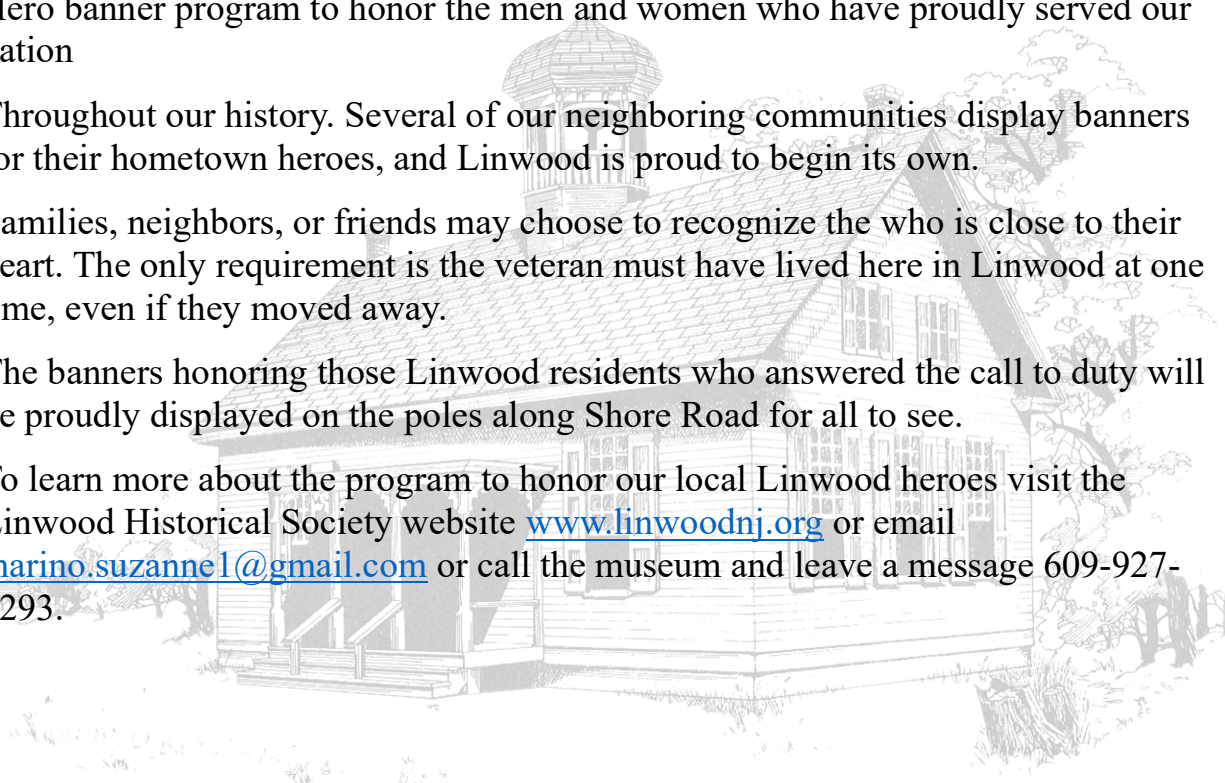 ero banner program to honor the men and women who have proudly served our
ation
hroughout our history. Several of our neighboring communities display banners
or their hometown heroes, and Linwood is proud to begin its own.
amilies, neighbors, or friends may choose to recognize the who is close to their
eart. The only requirement is the veteran must have lived here in Linwood at one
me, even if they moved away.
he banners honoring those Linwood residents who answered the call to duty will
e proudly displayed on the poles along Shore Road for all to see.
o learn more about the program to honor our local Linwood heroes visit the
inwood Historical Society website www.linwoodnj.org or email
arino.suzanne1@gmail.com or call the museum and leave a message 609-927-
293.